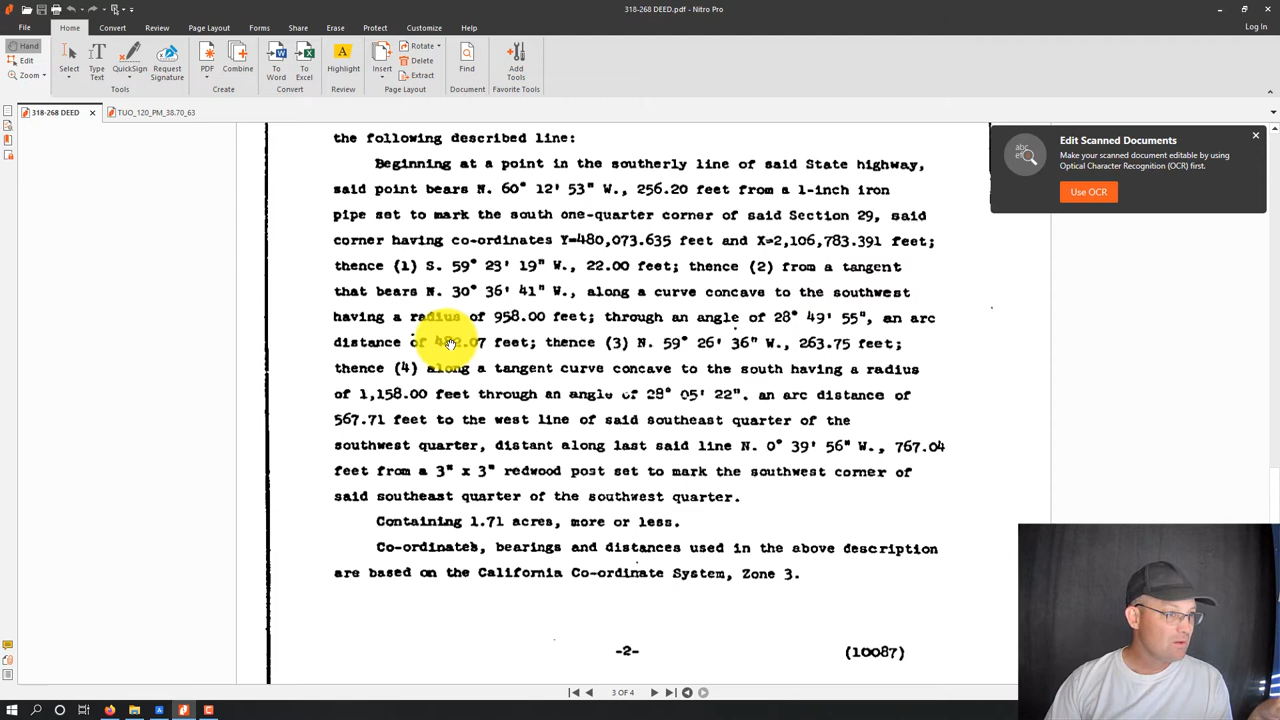 318-268 DEED.pdf - Nitro Pro
File Home Convert Review Page Layout Forms Share Erase Protect Customize Help Log In
Hand
Edit
Zoom
Select
Type Text
QuickSign
Request Signature
Tools
PDF
Combine
Create
To Word
To Excel
Convert
Highlight
Review
Insert
Rotate
Delete
Extract
Page Layout
Find
Document
Add Tools
Favorite Tools
318-268 DEED
TUO_120_PM_38.70_63
Edit Scanned Documents
Make your scanned document editable by using
Optical Character Recognition (OCR) first.
Use OCR
the following described line:
Beginning at a point in the southerly line of said State highway,
said point bears N. 60° 12' 53" W., 256.20 feet from a 1-inch iron
pipe set to mark the south one-quarter corner of said Section 29, said
corner having co-ordinates Y=480,073.635 feet and X=2,106,783.391 feet;
thence (1) S. 59° 23' 19" W., 22.00 feet; thence (2) from a tangent
that bears N. 30° 36' 41" W., along a curve concave to the southwest
having a radius of 958.00 feet; through an angle of 28° 49' 55", an arc
distance of 482.07 feet; thence (3) N. 59° 26' 36" W., 263.75 feet;
thence (4) along a tangent curve concave to the south having a radius
of 1,158.00 feet through an angle of 28° 05' 22". an arc distance of
567.71 feet to the west line of said southeast quarter of the
southwest quarter, distant along last said line N. 0° 39' 56" W., 767.04
feet from a 3" x 3" redwood post set to mark the southwest corner of
said southeast quarter of the southwest quarter.
Containing 1.71 acres, more or less.
Co-ordinates, bearings and distances used in the above description
are based on the California Co-ordinate System, Zone 3.
-2- (10087)
3 OF 4